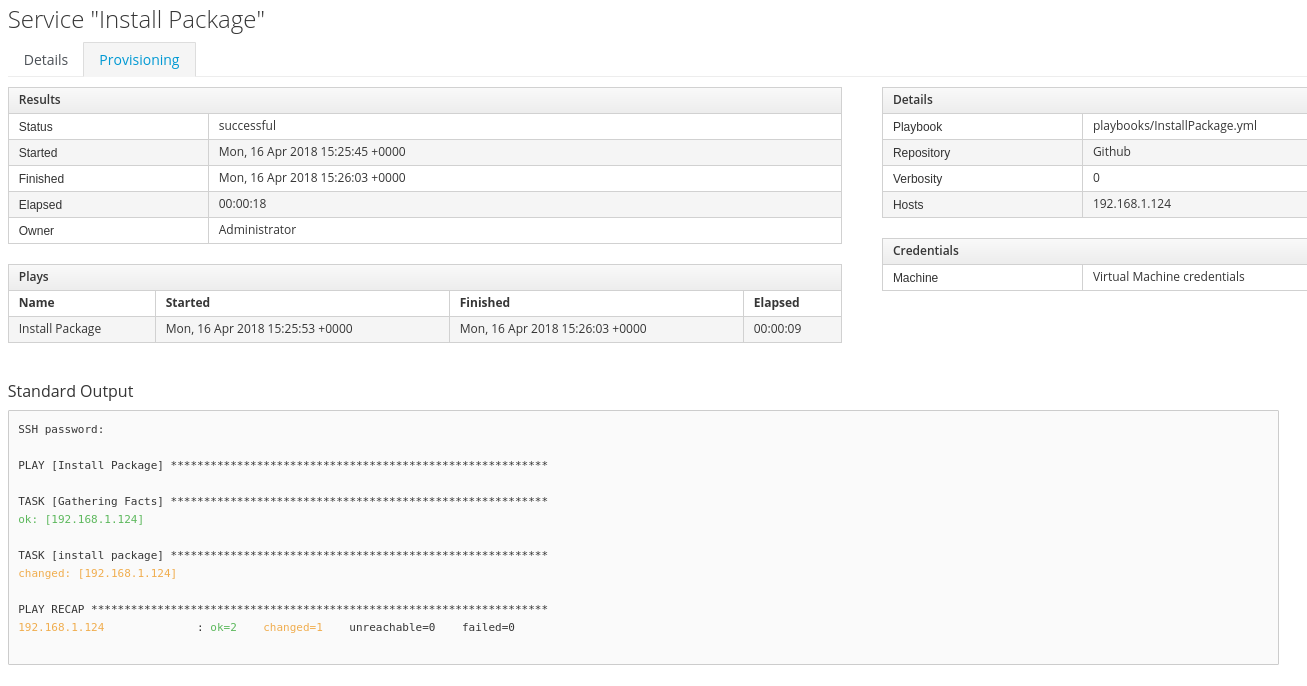 Service "Install Package"
Details Provisioning
Results
Status successful
Started Mon, 16 Apr 2018 15:25:45 +0000
Finished Mon, 16 Apr 2018 15:26:03 +0000
Elapsed 00:00:18
Owner Administrator
Plays
Name Started Finished Elapsed
Install Package Mon, 16 Apr 2018 15:25:53 +0000 Mon, 16 Apr 2018 15:26:03 +0000 00:00:09
Details
Playbook playbooks/InstallPackage.yml
Repository Github
Verbosity 0
Hosts 192.168.1.124
Credentials
Machine Virtual Machine credentials
Standard Output
SSH password:
PLAY [Install Package] *********************************************************
TASK [Gathering Facts] *********************************************************
ok: [192.168.1.124]
TASK [install package] *********************************************************
changed: [192.168.1.124]
PLAY RECAP *********************************************************************
192.168.1.124 : ok=2 changed=1 unreachable=0 failed=0